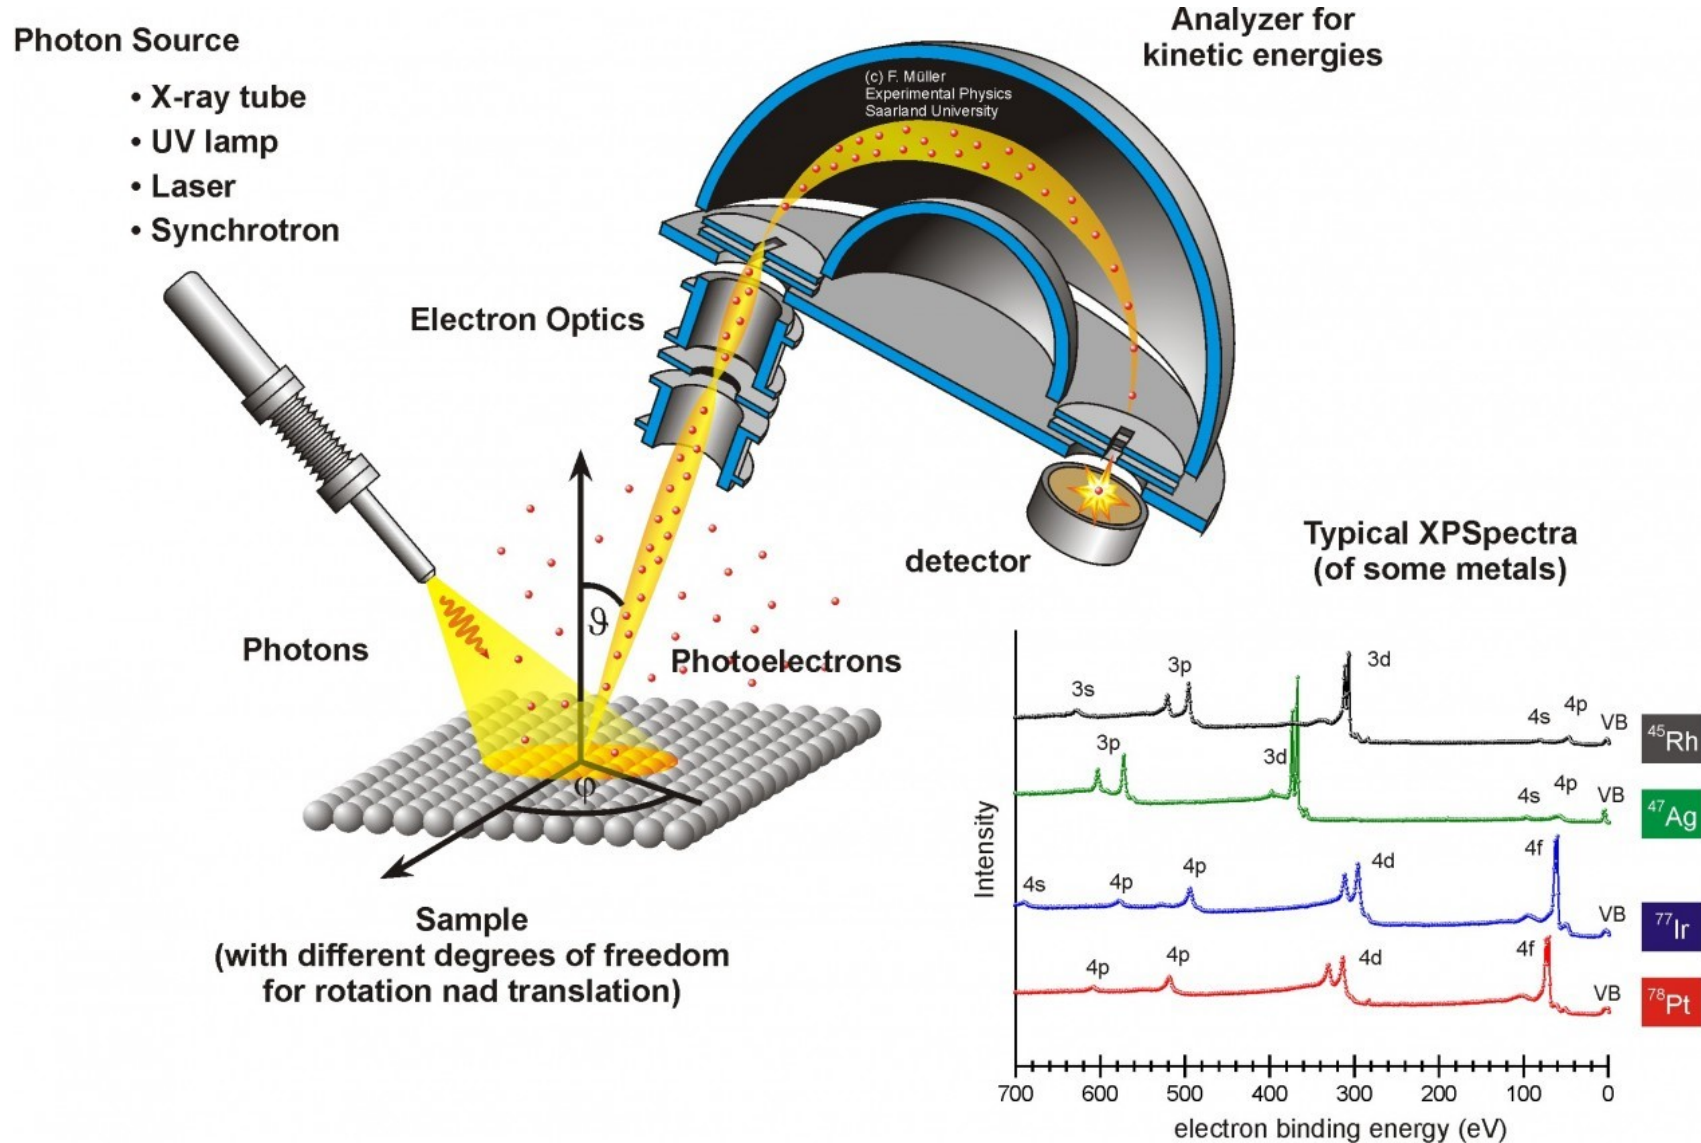 Photon Source
• X-ray tube
• UV lamp
• Laser
• Synchrotron
Analyzer for
kinetic energies
(c) F. Müller
Experimental Physics
Saarland University
Electron Optics
detector
Photons
ϑ
Photoelectrons
φ
Sample
(with different degrees of freedom
for rotation nad translation)
Typical XPSpectra
(of some metals)
Intensity
3s
3p
3d
4s
4p
VB
45Rh
3p
3d
4s
4p
VB
47Ag
4s
4p
4p
4d
4f
VB
77Ir
4p
4p
4d
4f
VB
78Pt
700 600 500 400 300 200 100 0
electron binding energy (eV)